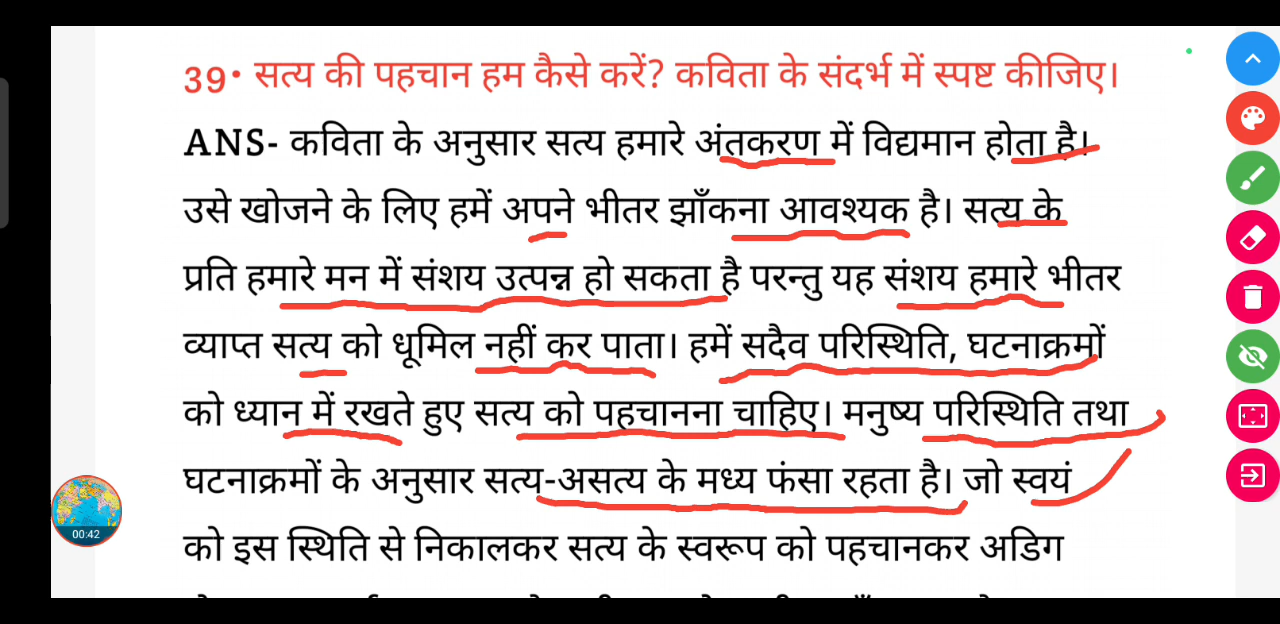 39• सत्य की पहचान हम कैसे करें? कविता के संदर्भ में स्पष्ट कीजिए।
ANS- कविता के अनुसार सत्य हमारे अंतकरण में विद्यमान होता है।
उसे खोजने के लिए हमें अपने भीतर झाँकना आवश्यक है। सत्य के
प्रति हमारे मन में संशय उत्पन्न हो सकता है परन्तु यह संशय हमारे भीतर
व्याप्त सत्य को धूमिल नहीं कर पाता। हमें सदैव परिस्थिति, घटनाक्रमों
को ध्यान में रखते हुए सत्य को पहचानना चाहिए। मनुष्य परिस्थिति तथा
घटनाक्रमों के अनुसार सत्य-असत्य के मध्य फंसा रहता है। जो स्वयं
को इस स्थिति से निकालकर सत्य के स्वरूप को पहचानकर अडिग
00:42